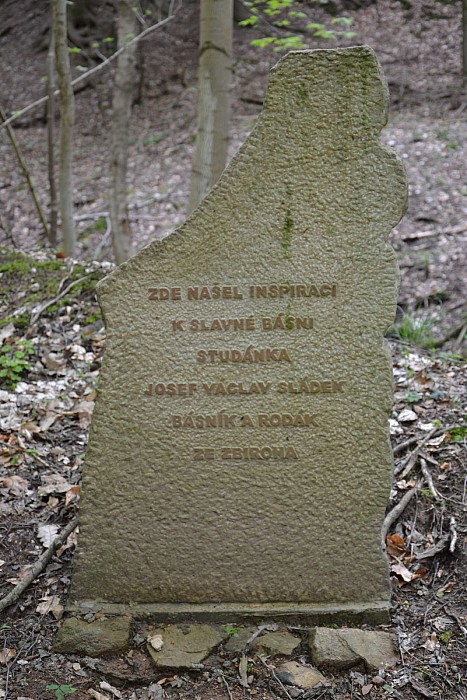 ZDE NAŠEL INSPIRACI
K SLAVNÉ BÁSNI
STUDÁNKA
JOSEF VÁCLAV SLÁDEK
BÁSNÍK A RODÁK
ZE ZBIROHA